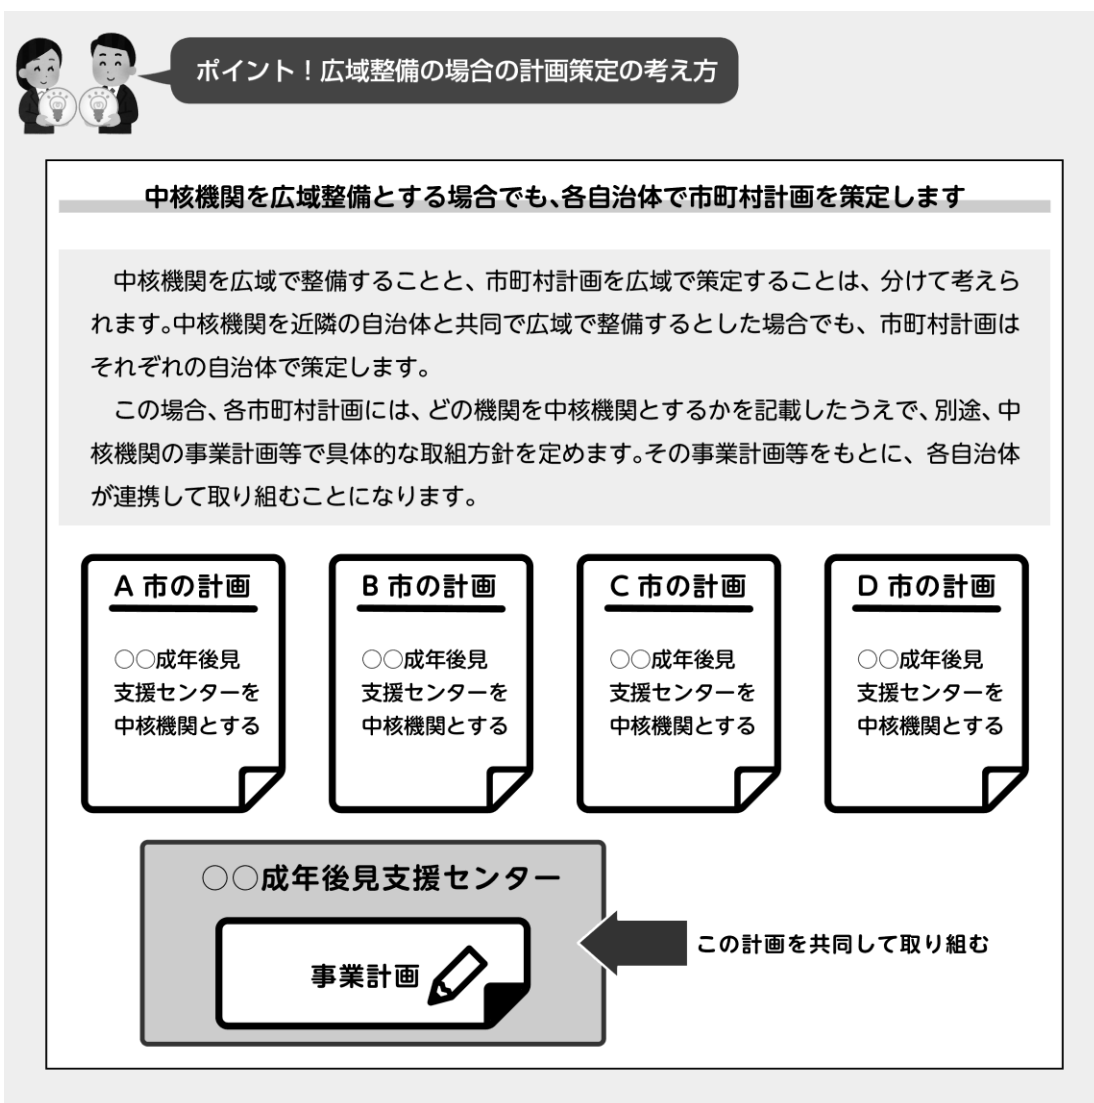 ポイント！広域整備の場合の計画策定の考え方
中核機関を広域整備とする場合でも、各自治体で市町村計画を策定します
中核機関を広域で整備することと、市町村計画を広域で策定することは、分けて考えら
れます。中核機関を近隣の自治体と共同で広域で整備するとした場合でも、市町村計画は
それぞれの自治体で策定します。
この場合、各市町村計画には、どの機関を中核機関とするかを記載したうえで、別途、中
核機関の事業計画等で具体的な取組方針を定めます。その事業計画等をもとに、各自治体
が連携して取り組むことになります。
A 市の計画
〇〇成年後見
支援センターを
中核機関とする
B 市の計画
〇〇成年後見
支援センターを
中核機関とする
C 市の計画
〇〇成年後見
支援センターを
中核機関とする
D 市の計画
〇〇成年後見
支援センターを
中核機関とする
〇〇成年後見支援センター
事業計画
この計画を共同して取り組む